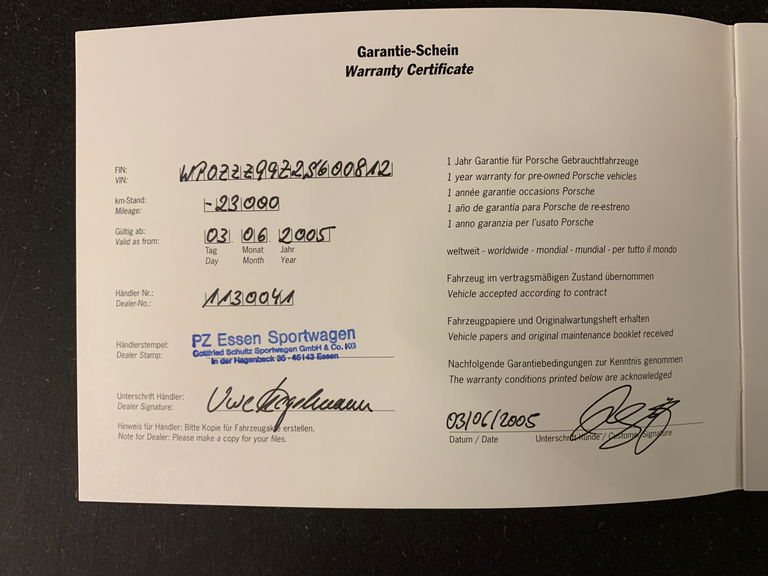 Garantie-Schein
Warranty Certificate
FIN:
VIN:
WP0ZZZ99Z2S600812
km-Stand:
Mileage:
-23000
Gültig ab:
Valid as from:
03 06 2005
Tag Monat Jahr
Day Month Year
Händler Nr.:
Dealer-No.:
1130041
Händlerstempel:
Dealer Stamp:
PZ Essen Sportwagen
Gottfried Schultz Sportwagen GmbH & Co. KG
In der Hagenbeck 35 - 45143 Essen
Unterschrift Händler:
Dealer Signature:
Uwe
Hinweis für Händler: Bitte Kopie für Fahrzeugakte erstellen.
Note for Dealer: Please make a copy for your files.
1 Jahr Garantie für Porsche Gebrauchtfahrzeuge
1 year warranty for pre-owned Porsche vehicles
1 année garantie occasions Porsche
1 año de garantía para Porsche de re-estreno
1 anno garanzia per l'usato Porsche
weltweit - worldwide - mondial - mundial - per tutto il mondo
Fahrzeug im vertragsmäßigen Zustand übernommen
Vehicle accepted according to contract
Fahrzeugpapiere und Originalwartungsheft erhalten
Vehicle papers and original maintenance booklet received
Nachfolgende Garantiebedingungen zur Kenntnis genommen
The warranty conditions printed below are acknowledged
03/06/2005
Datum / Date Unterschrift Kunde / Customer Signature